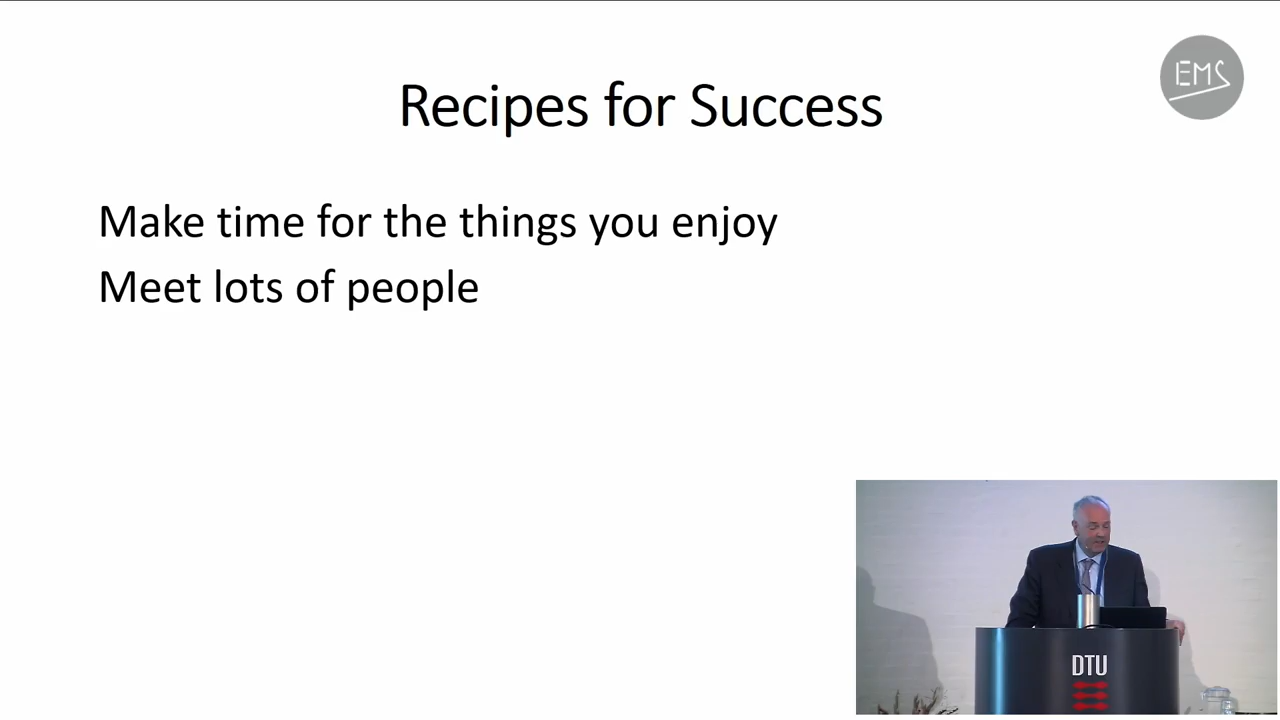 EMS
Recipes for Success
Make time for the things you enjoy
Meet lots of people
DTU